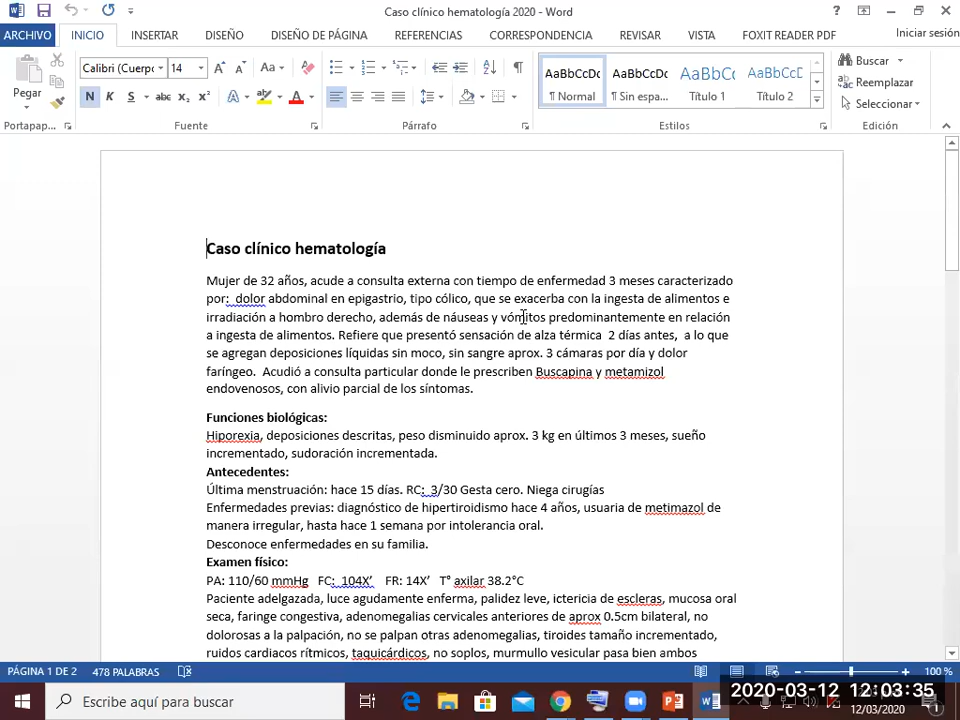 Caso clínico hematología 2020 - Word
ARCHIVO INICIO INSERTAR DISEÑO DISEÑO DE PÁGINA REFERENCIAS CORRESPONDENCIA REVISAR VISTA FOXIT READER PDF Iniciar sesión
Pegar
Calibri (Cuerpo 14
N K S abc x₂ x²
AaBbCcDc AaBbCcDc AaBbCc AaBbCcD
¶ Normal ¶ Sin espa... Título 1 Título 2
Buscar
Reemplazar
Seleccionar
Portapap... Fuente Párrafo Estilos Edición
Caso clínico hematología
Mujer de 32 años, acude a consulta externa con tiempo de enfermedad 3 meses caracterizado
por:  dolor abdominal en epigastrio, tipo cólico, que se exacerba con la ingesta de alimentos e
irradiación a hombro derecho, además de náuseas y vómitos predominantemente en relación
a ingesta de alimentos. Refiere que presentó sensación de alza térmica  2 días antes,  a lo que
se agregan deposiciones líquidas sin moco, sin sangre aprox. 3 cámaras por día y dolor
faríngeo.  Acudió a consulta particular donde le prescriben Buscapina y metamizol
endovenosos, con alivio parcial de los síntomas.
Funciones biológicas:
Hiporexia, deposiciones descritas, peso disminuido aprox. 3 kg en últimos 3 meses, sueño
incrementado, sudoración incrementada.
Antecedentes:
Última menstruación: hace 15 días. RC:  3/30 Gesta cero. Niega cirugías
Enfermedades previas: diagnóstico de hipertiroidismo hace 4 años, usuaria de metimazol de
manera irregular, hasta hace 1 semana por intolerancia oral.
Desconoce enfermedades en su familia.
Examen físico:
PA: 110/60 mmHg   FC:  104X’   FR: 14X’   T° axilar 38.2°C
Paciente adelgazada, luce agudamente enferma, palidez leve, ictericia de escleras, mucosa oral
seca, faringe congestiva, adenomegalias cervicales anteriores de aprox 0.5cm bilateral, no
dolorosas a la palpación, no se palpan otras adenomegalias, tiroides tamaño incrementado,
ruidos cardiacos rítmicos, taquicárdicos, no soplos, murmullo vesicular pasa bien ambos
PÁGINA 1 DE 2 478 PALABRAS 100 %
Escribe aquí para buscar
2020-03-12 12:03:35
12/03/2020